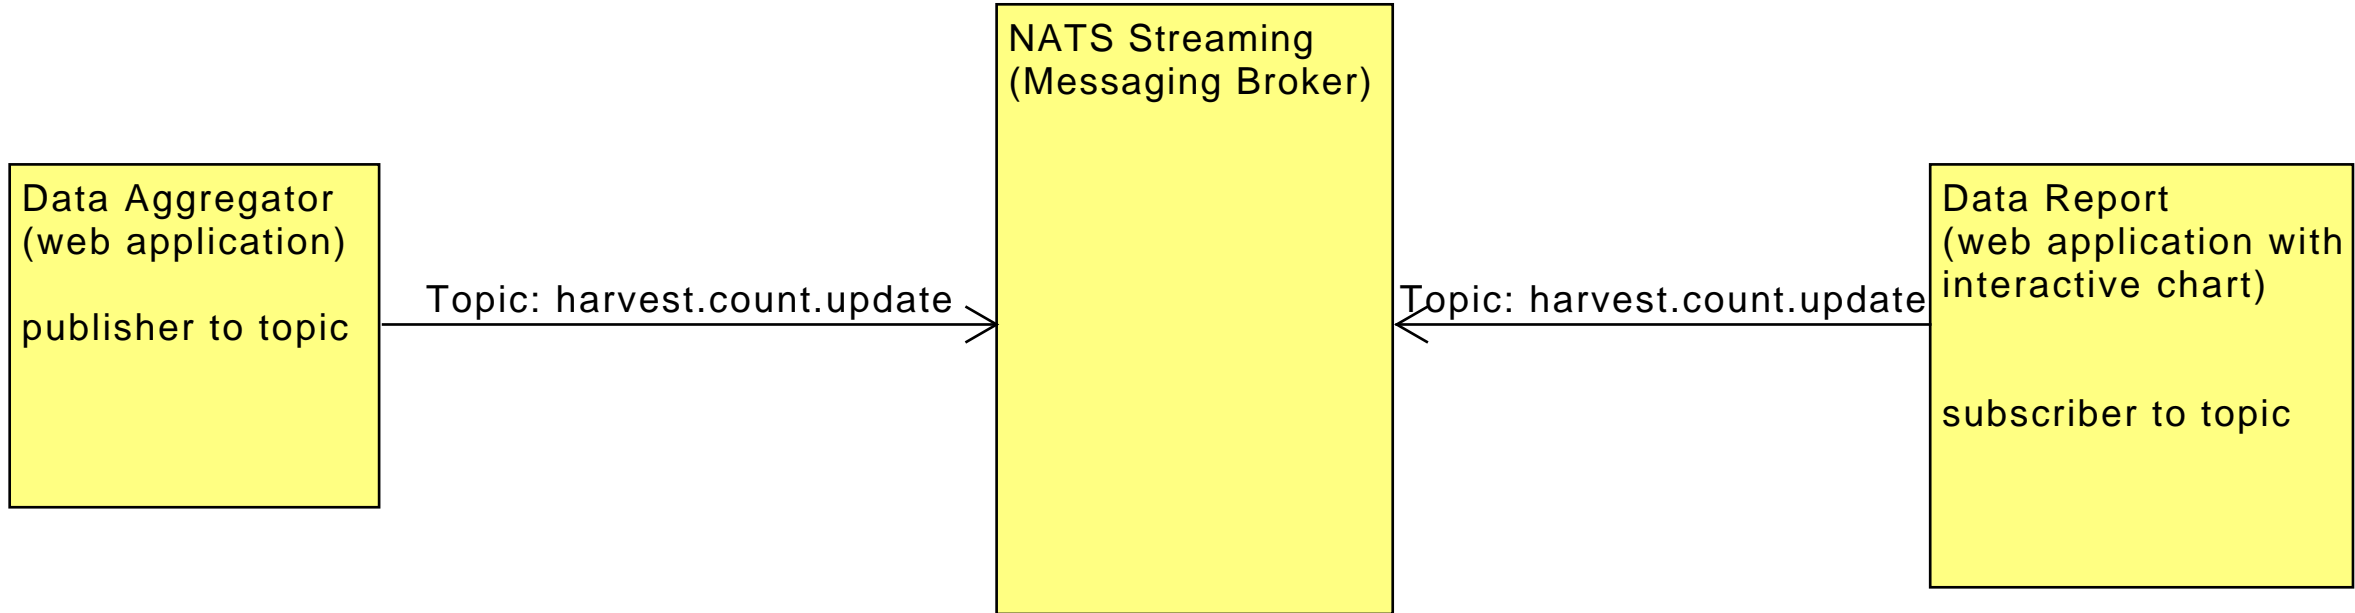 NATS Streaming
(Messaging Broker)
Data Aggregator
(web application)
publisher to topic
Topic: harvest.count.update
Topic: harvest.count.update
Data Report
(web application with
interactive chart)
subscriber to topic